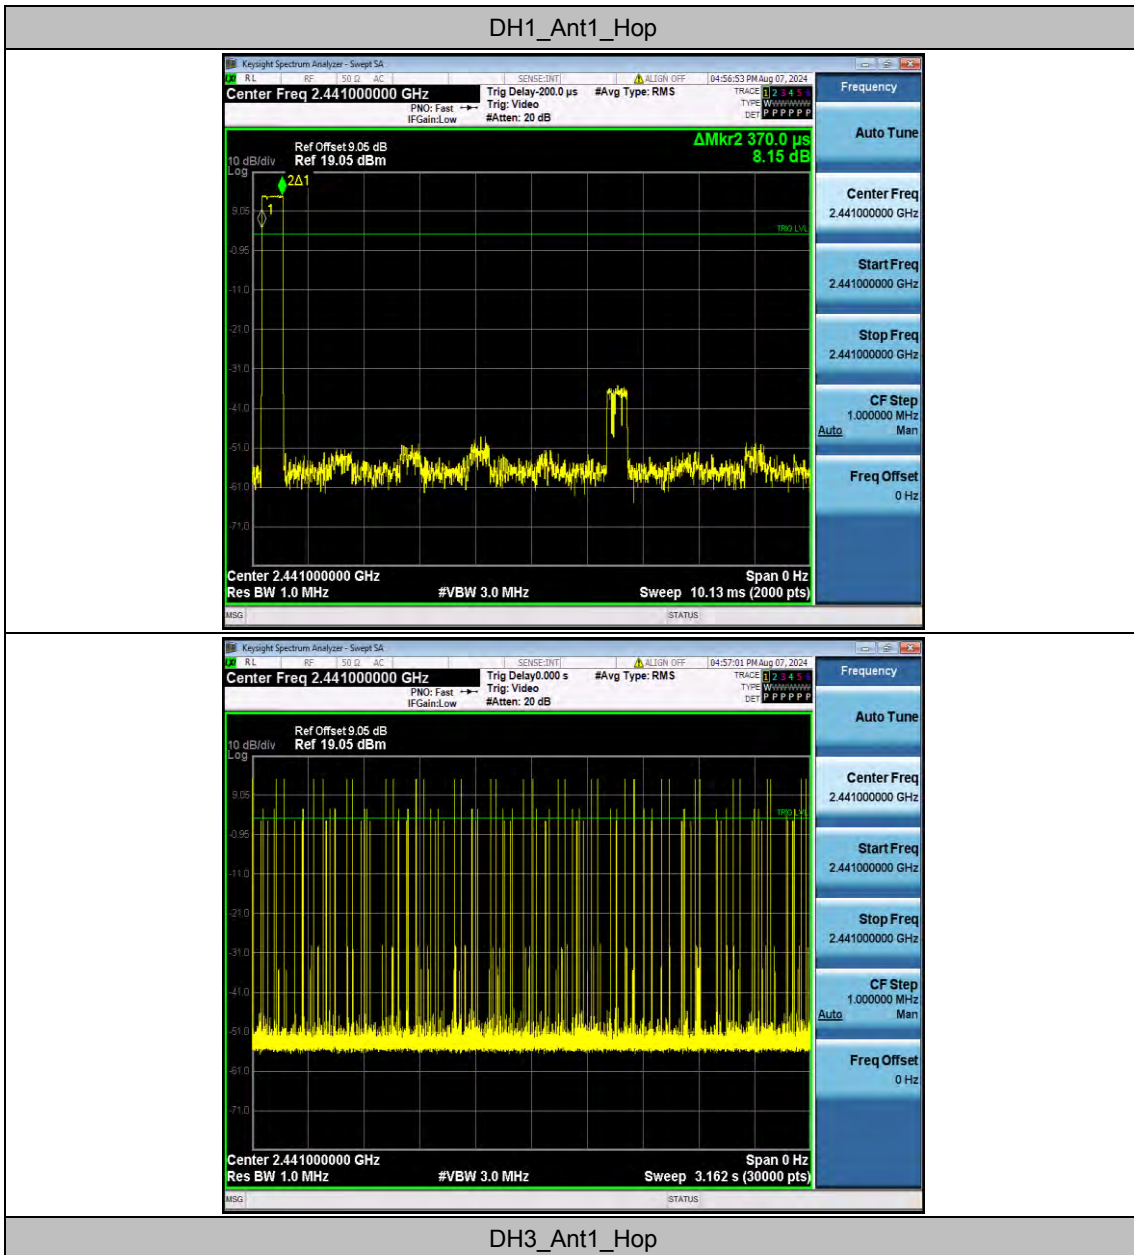 DH1_Ant1_Hop
Keysight Spectrum Analyzer - Swept SA
RL RF 50 Ω AC SENSE:INT ALIGN OFF 04:56:53 PM Aug 07, 2024
Center Freq 2.441000000 GHz
PNO: Fast
IFGain:Low
Trig Delay-200.0 µs
Trig: Video
#Atten: 20 dB
#Avg Type: RMS
TRACE 1 2 3 4 5 6
TYPE WWWWWW
DET P P P P P P
Ref Offset 9.05 dB
10 dB/div Ref 19.05 dBm
Log
ΔMkr2 370.0 µs
8.15 dB
2Δ1
1
TRIG LVL
9.05
-0.95
-11.0
-21.0
-31.0
-41.0
-51.0
-61.0
-71.0
Center 2.441000000 GHz Span 0 Hz
Res BW 1.0 MHz #VBW 3.0 MHz Sweep 10.13 ms (2000 pts)
MSG STATUS
Frequency
Auto Tune
Center Freq
2.441000000 GHz
Start Freq
2.441000000 GHz
Stop Freq
2.441000000 GHz
CF Step
1.000000 MHz
Auto Man
Freq Offset
0 Hz
Keysight Spectrum Analyzer - Swept SA
RL RF 50 Ω AC SENSE:INT ALIGN OFF 04:57:01 PM Aug 07, 2024
Center Freq 2.441000000 GHz
PNO: Fast
IFGain:Low
Trig Delay0.000 s
Trig: Video
#Atten: 20 dB
#Avg Type: RMS
TRACE 1 2 3 4 5 6
TYPE WWWWWW
DET P P P P P P
Ref Offset 9.05 dB
10 dB/div Ref 19.05 dBm
Log
TRIG LVL
9.05
-0.95
-11.0
-21.0
-31.0
-41.0
-51.0
-61.0
-71.0
Center 2.441000000 GHz Span 0 Hz
Res BW 1.0 MHz #VBW 3.0 MHz Sweep 3.162 s (30000 pts)
MSG STATUS
Frequency
Auto Tune
Center Freq
2.441000000 GHz
Start Freq
2.441000000 GHz
Stop Freq
2.441000000 GHz
CF Step
1.000000 MHz
Auto Man
Freq Offset
0 Hz
DH3_Ant1_Hop